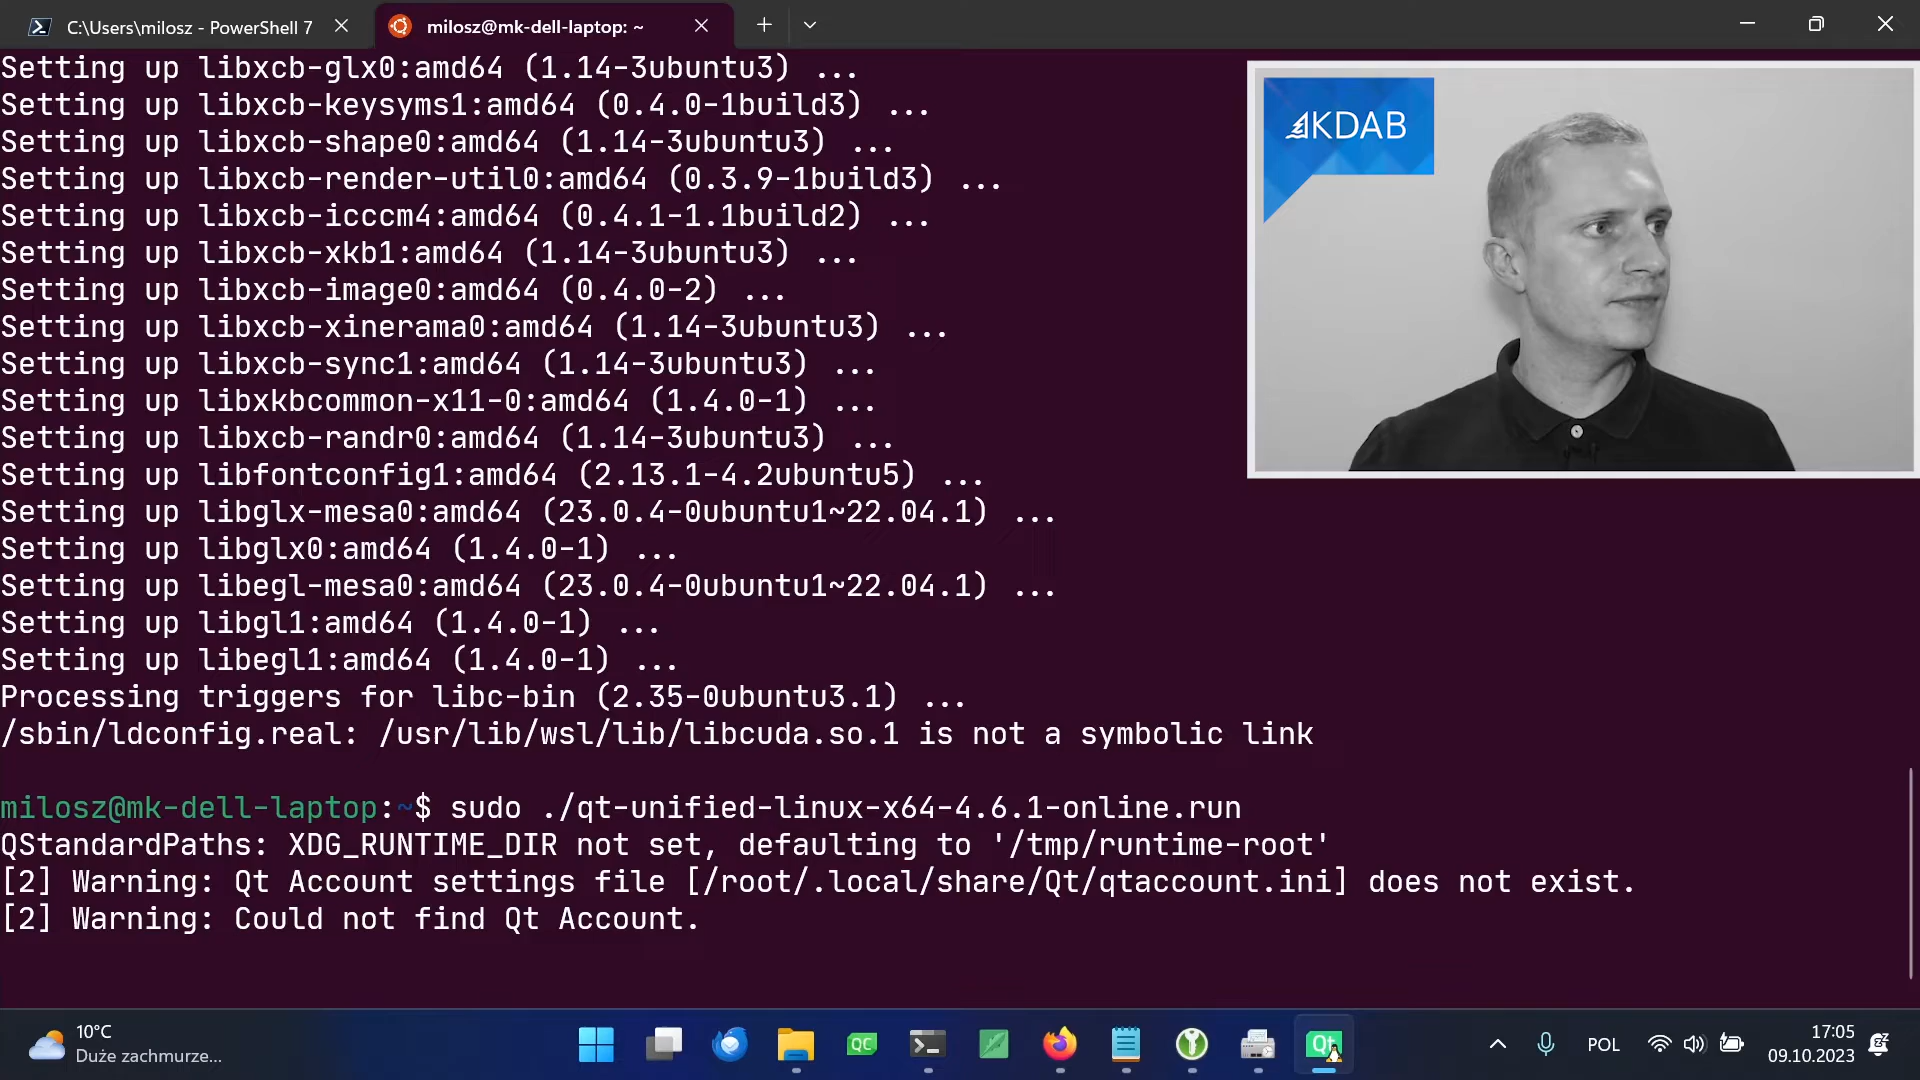 C:\Users\milosz - PowerShell 7
milosz@mk-dell-laptop: ~
Setting up libxcb-glx0:amd64 (1.14-3ubuntu3) ...
Setting up libxcb-keysyms1:amd64 (0.4.0-1build3) ...
Setting up libxcb-shape0:amd64 (1.14-3ubuntu3) ...
Setting up libxcb-render-util0:amd64 (0.3.9-1build3) ...
Setting up libxcb-icccm4:amd64 (0.4.1-1.1build2) ...
Setting up libxcb-xkb1:amd64 (1.14-3ubuntu3) ...
Setting up libxcb-image0:amd64 (0.4.0-2) ...
Setting up libxcb-xinerama0:amd64 (1.14-3ubuntu3) ...
Setting up libxcb-sync1:amd64 (1.14-3ubuntu3) ...
Setting up libxkbcommon-x11-0:amd64 (1.4.0-1) ...
Setting up libxcb-randr0:amd64 (1.14-3ubuntu3) ...
Setting up libfontconfig1:amd64 (2.13.1-4.2ubuntu5) ...
Setting up libglx-mesa0:amd64 (23.0.4-0ubuntu1~22.04.1) ...
Setting up libglx0:amd64 (1.4.0-1) ...
Setting up libegl-mesa0:amd64 (23.0.4-0ubuntu1~22.04.1) ...
Setting up libgl1:amd64 (1.4.0-1) ...
Setting up libegl1:amd64 (1.4.0-1) ...
Processing triggers for libc-bin (2.35-0ubuntu3.1) ...
/sbin/ldconfig.real: /usr/lib/wsl/lib/libcuda.so.1 is not a symbolic link
milosz@mk-dell-laptop:~$ sudo ./qt-unified-linux-x64-4.6.1-online.run
QStandardPaths: XDG_RUNTIME_DIR not set, defaulting to '/tmp/runtime-root'
[2] Warning: Qt Account settings file [/root/.local/share/Qt/qtaccount.ini] does not exist.
[2] Warning: Could not find Qt Account.
KDAB
10°C
Duże zachmurze...
QC
Qt
POL
17:05
09.10.2023